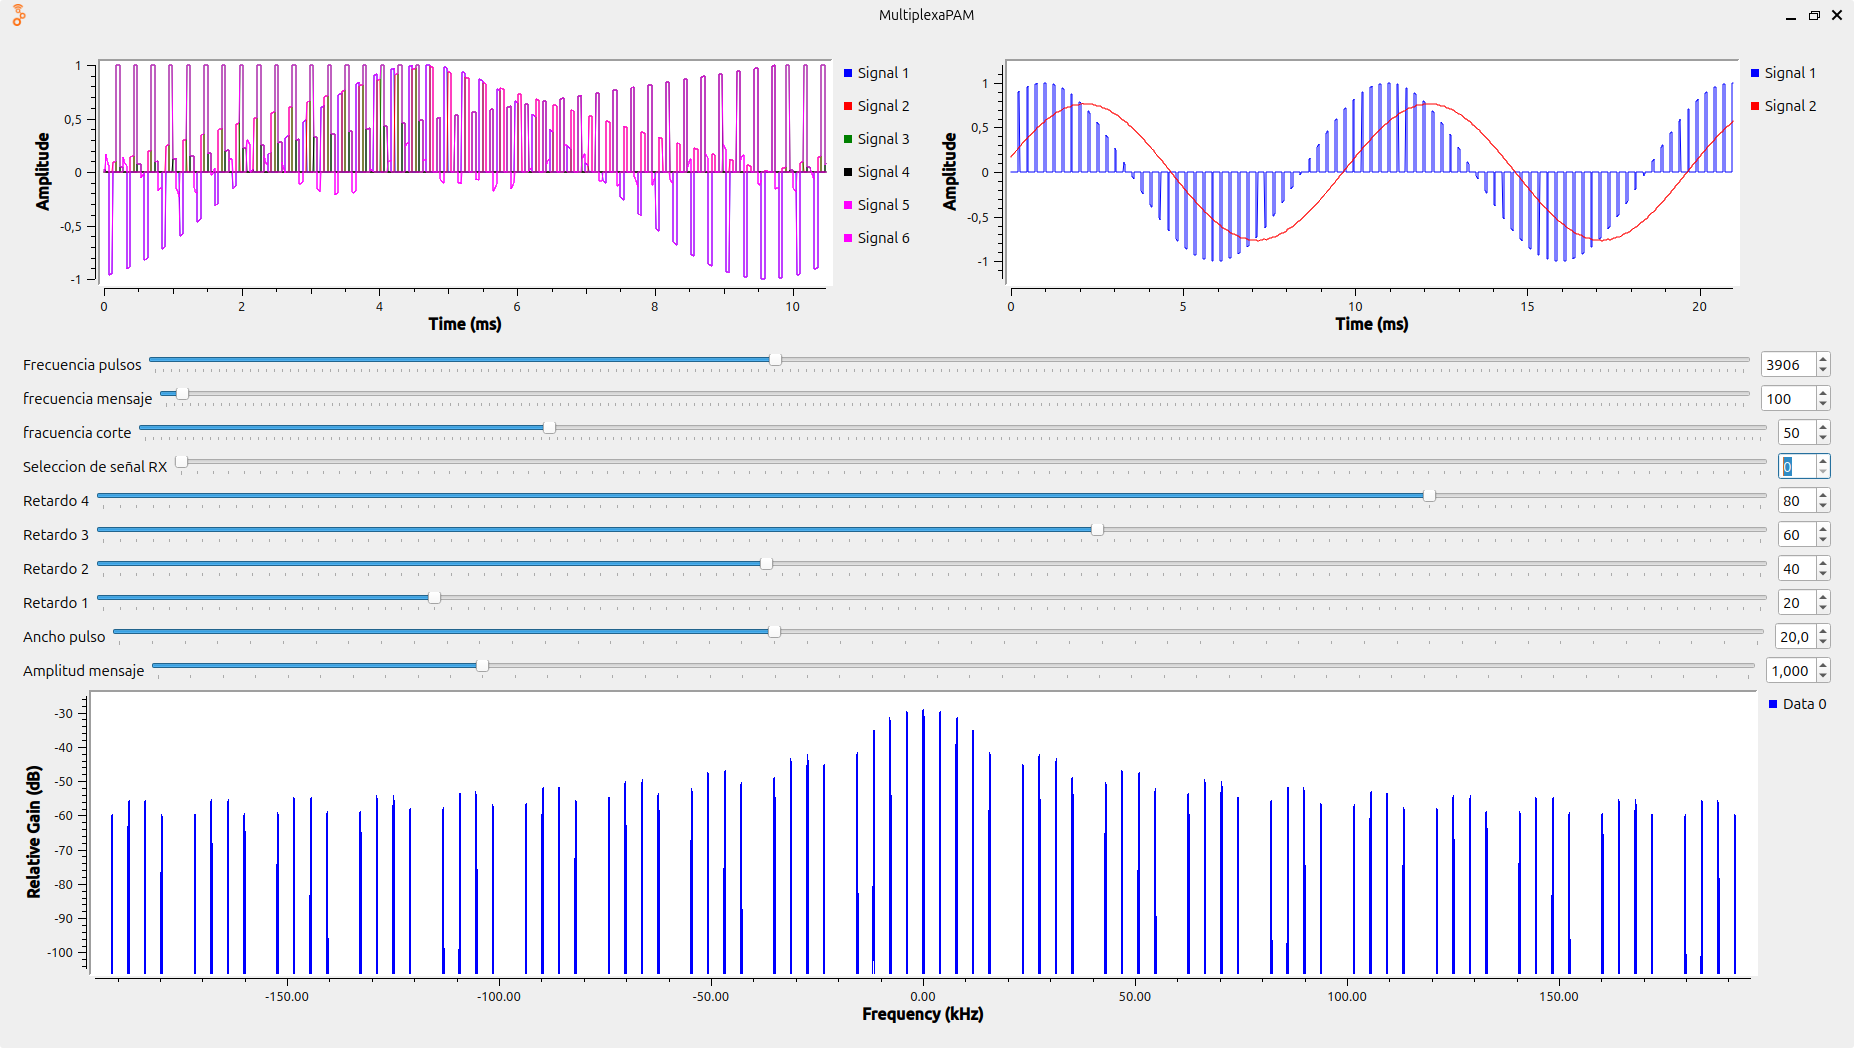 MultiplexaPAM
Amplitude
1
0,5
0
-0,5
-1
0 2 4 6 8 10
Time (ms)
Signal 1
Signal 2
Signal 3
Signal 4
Signal 5
Signal 6
Amplitude
1
0,5
0
-0,5
-1
0 5 10 15 20
Time (ms)
Signal 1
Signal 2
Frecuencia pulsos 3906
frecuencia mensaje 100
fracuencia corte 50
Seleccion de señal RX 0
Retardo 4 80
Retardo 3 60
Retardo 2 40
Retardo 1 20
Ancho pulso 20,0
Amplitud mensaje 1,000
Relative Gain (dB)
-30
-40
-50
-60
-70
-80
-90
-100
-150.00 -100.00 -50.00 0.00 50.00 100.00 150.00
Frequency (kHz)
Data 0